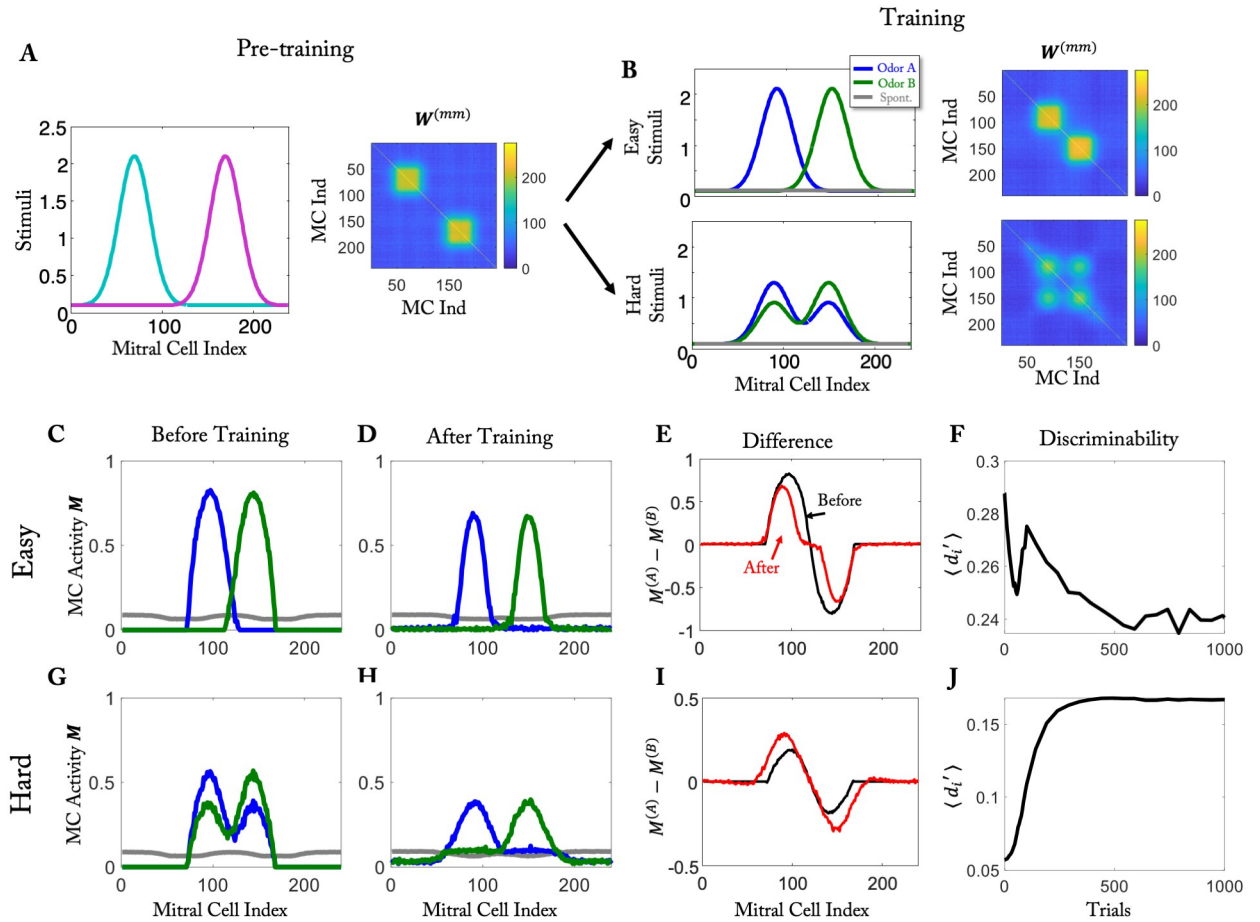 Training
Pre-training
A
B
W(mm)
W(mm)
Odor A
Odor B
Spont.
2.5
2
1.5
1
0.5
0
0
100
200
Stimuli
Mitral Cell Index
50
150
200
MC Ind
50
150
MC Ind
200
100
0
Easy
Stimuli
2
1
0
Hard
Stimuli
2
1
0
0
100
200
Mitral Cell Index
50
100
150
200
MC Ind
200
100
0
50
100
150
200
MC Ind
50
150
MC Ind
200
100
0
C
Before Training
D
After Training
E
Difference
F
Discriminability
Easy
MC Activity M
1
0.5
0
0
100
200
1
0.5
0
0
100
200
M(A) − M(B)
1
0.5
0
-0.5
-1
0
100
200
Before
After
⟨ di′ ⟩
0.3
0.28
0.26
0.24
0
500
1000
G
H
I
J
Hard
MC Activity M
1
0.5
0
0
100
200
Mitral Cell Index
1
0.5
0
0
100
200
M(A) − M(B)
0.5
0
-0.5
0
100
200
Mitral Cell Index
⟨ di′ ⟩
0.15
0.1
0.05
0
500
1000
Trials